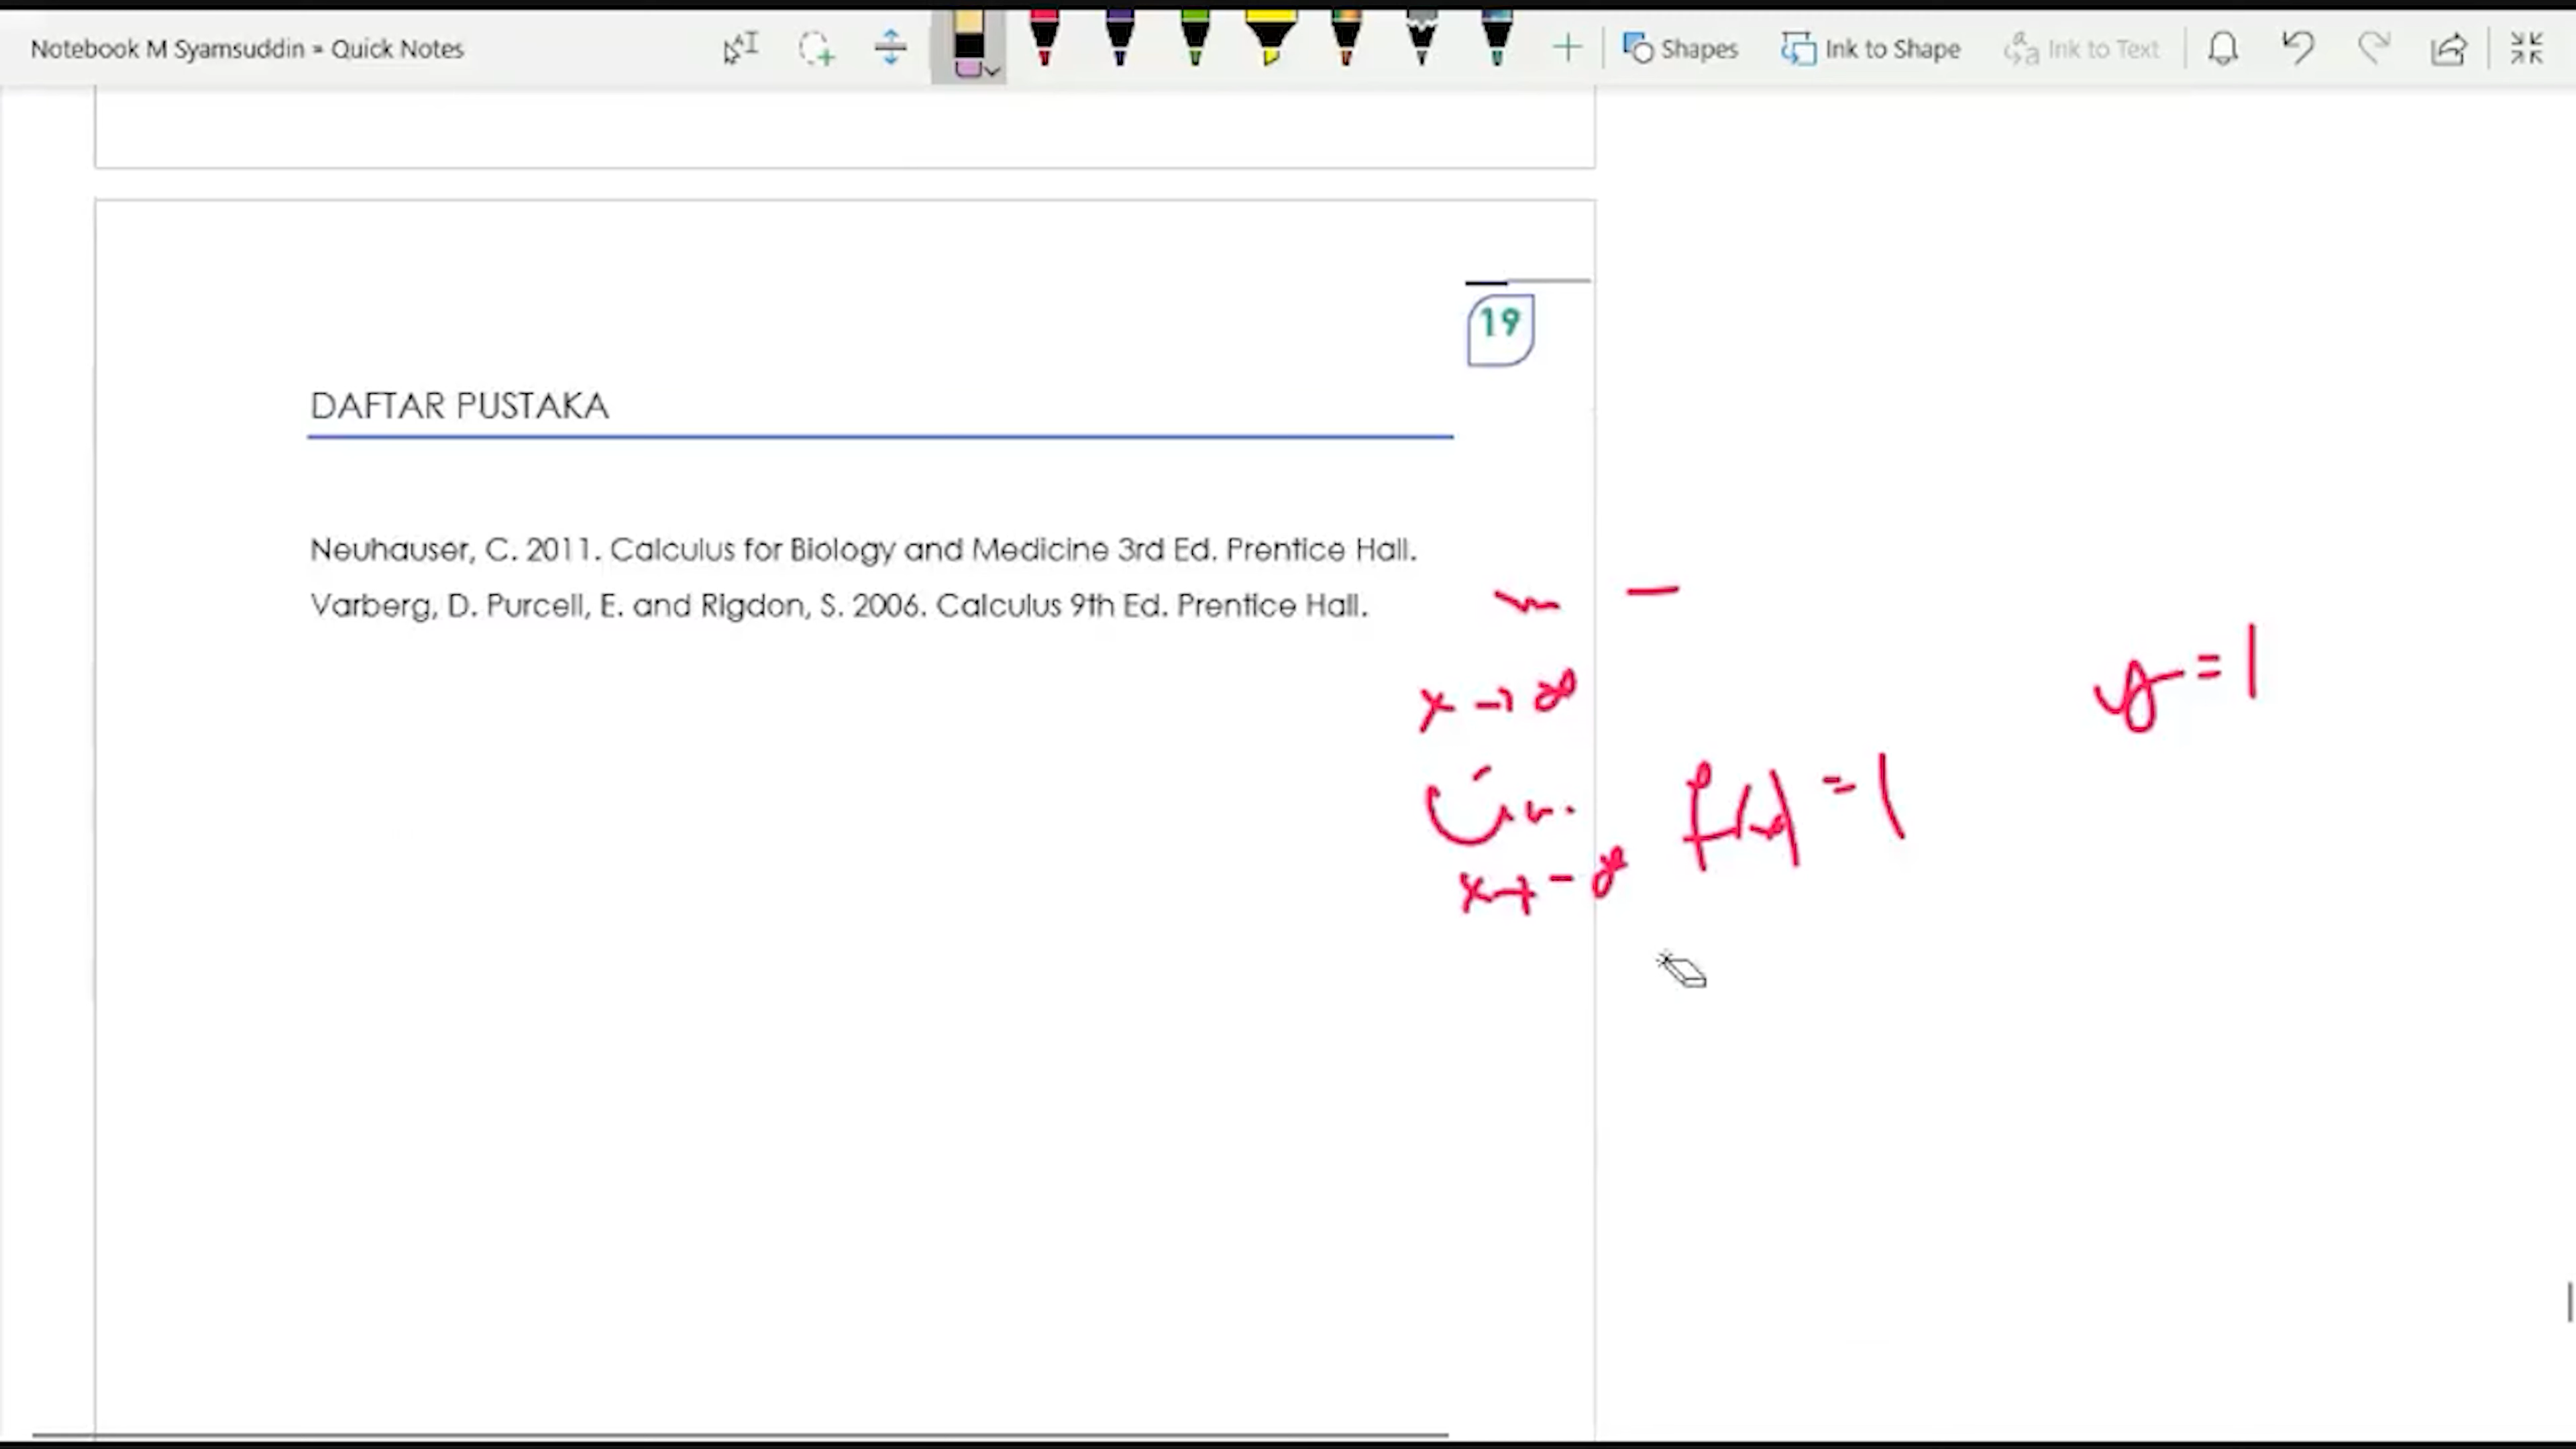 Notebook M Syamsuddin » Quick Notes
Shapes
Ink to Shape
Ink to Text
19
DAFTAR PUSTAKA
Neuhauser, C. 2011. Calculus for Biology and Medicine 3rd Ed. Prentice Hall.
Varberg, D. Purcell, E. and Rigdon, S. 2006. Calculus 9th Ed. Prentice Hall.
x → ∞
y = 1
lim f(x) = 1
x → -∞